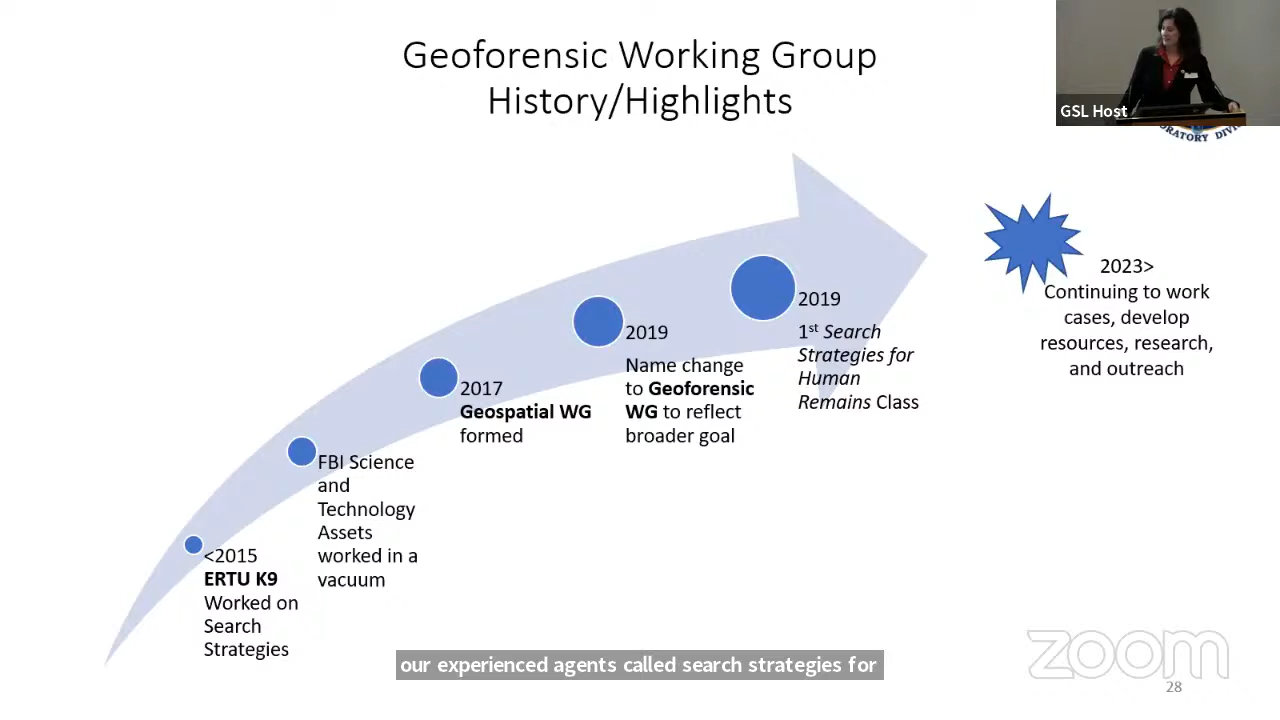 Geoforensic Working Group
History/Highlights
GSL Host
ORATORY DIVI
<2015
ERTU K9
Worked on
Search
Strategies
FBI Science
and
Technology
Assets
worked in a
vacuum
2017
Geospatial WG
formed
2019
Name change
to Geoforensic
WG to reflect
broader goal
2019
1st Search
Strategies for
Human
Remains Class
2023>
Continuing to work
cases, develop
resources, research,
and outreach
our experienced agents called search strategies for
zoom
28